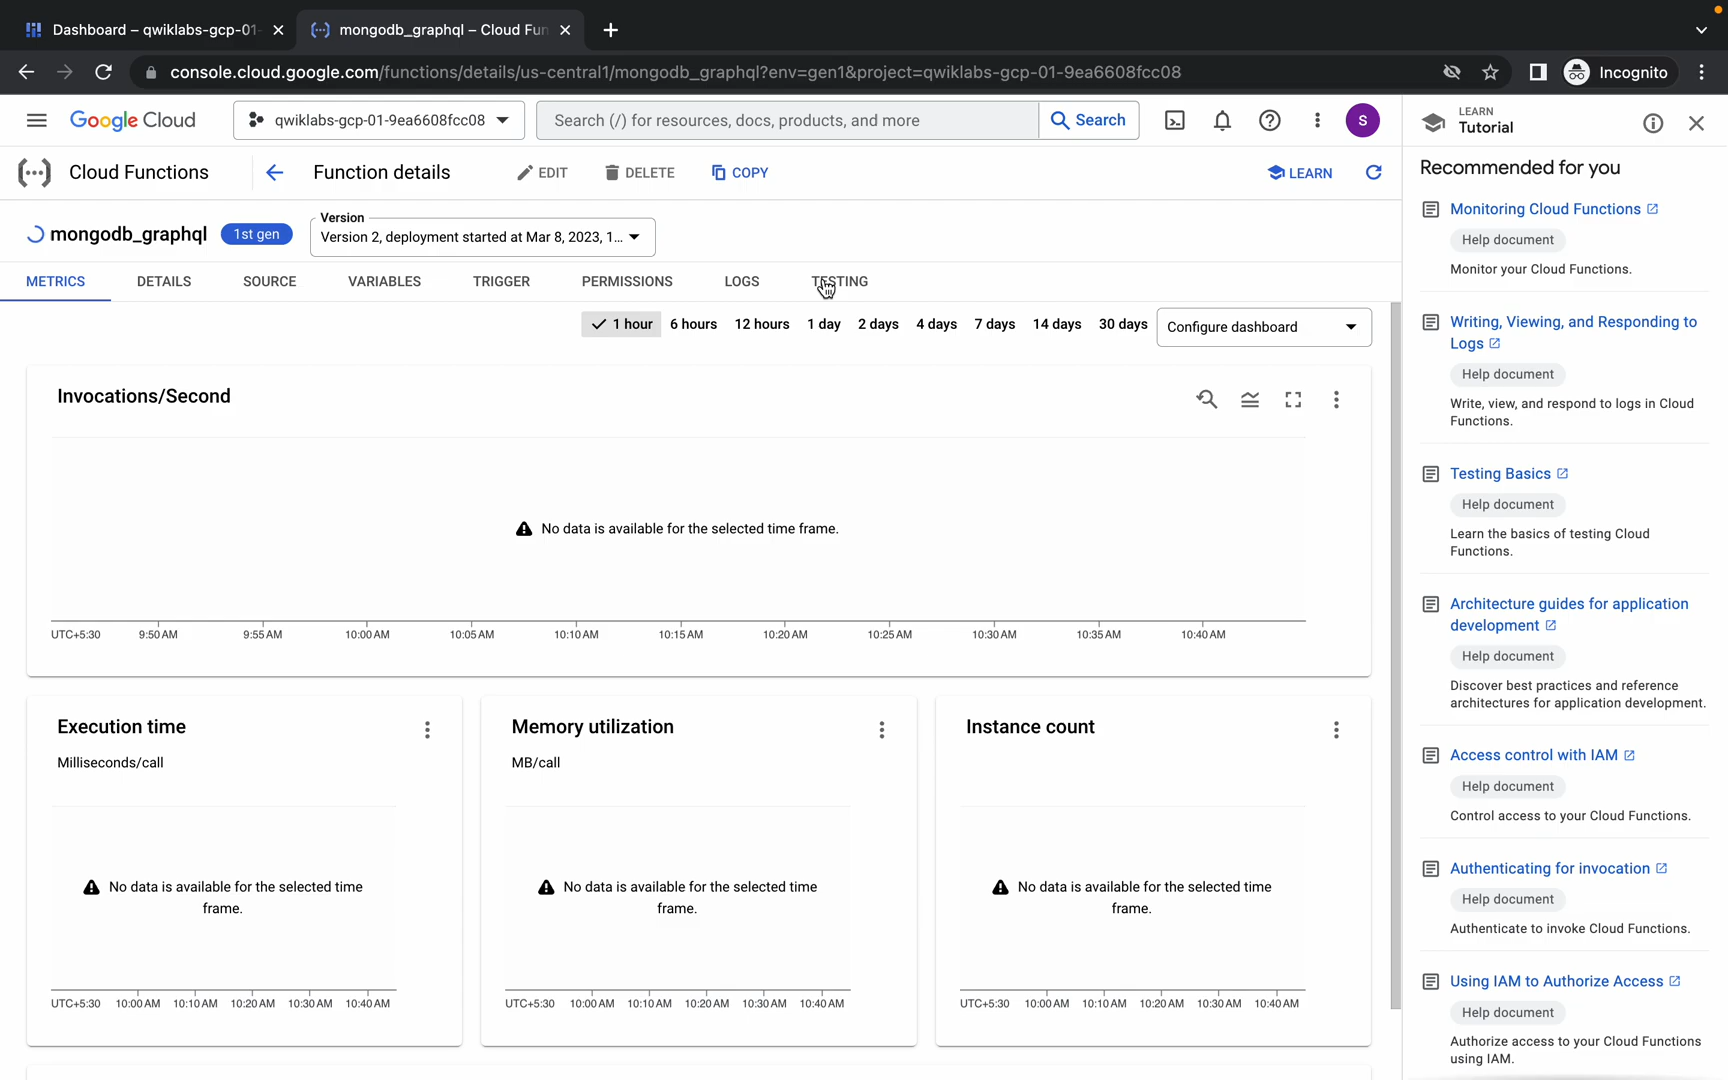 Dashboard – qwiklabs-gcp-01-
mongodb_graphql – Cloud Fun
console.cloud.google.com/functions/details/us-central1/mongodb_graphql?env=gen1&project=qwiklabs-gcp-01-9ea6608fcc08
Incognito
Google Cloud
qwiklabs-gcp-01-9ea6608fcc08
Search (/) for resources, docs, products, and more
Search
S
LEARN
Tutorial
Cloud Functions
Function details
EDIT
DELETE
COPY
LEARN
Recommended for you
mongodb_graphql
1st gen
Version
Version 2, deployment started at Mar 8, 2023, 1...
METRICS
DETAILS
SOURCE
VARIABLES
TRIGGER
PERMISSIONS
LOGS
TESTING
1 hour
6 hours
12 hours
1 day
2 days
4 days
7 days
14 days
30 days
Configure dashboard
Invocations/Second
No data is available for the selected time frame.
UTC+5:30
9:50 AM
9:55 AM
10:00 AM
10:05 AM
10:10 AM
10:15 AM
10:20 AM
10:25 AM
10:30 AM
10:35 AM
10:40 AM
Execution time
Milliseconds/call
No data is available for the selected time
frame.
UTC+5:30
10:00 AM
10:10 AM
10:20 AM
10:30 AM
10:40 AM
Memory utilization
MB/call
No data is available for the selected time
frame.
UTC+5:30
10:00 AM
10:10 AM
10:20 AM
10:30 AM
10:40 AM
Instance count
No data is available for the selected time
frame.
UTC+5:30
10:00 AM
10:10 AM
10:20 AM
10:30 AM
10:40 AM
Monitoring Cloud Functions
Help document
Monitor your Cloud Functions.
Writing, Viewing, and Responding to
Logs
Help document
Write, view, and respond to logs in Cloud
Functions.
Testing Basics
Help document
Learn the basics of testing Cloud
Functions.
Architecture guides for application
development
Help document
Discover best practices and reference
architectures for application development.
Access control with IAM
Help document
Control access to your Cloud Functions.
Authenticating for invocation
Help document
Authenticate to invoke Cloud Functions.
Using IAM to Authorize Access
Help document
Authorize access to your Cloud Functions
using IAM.